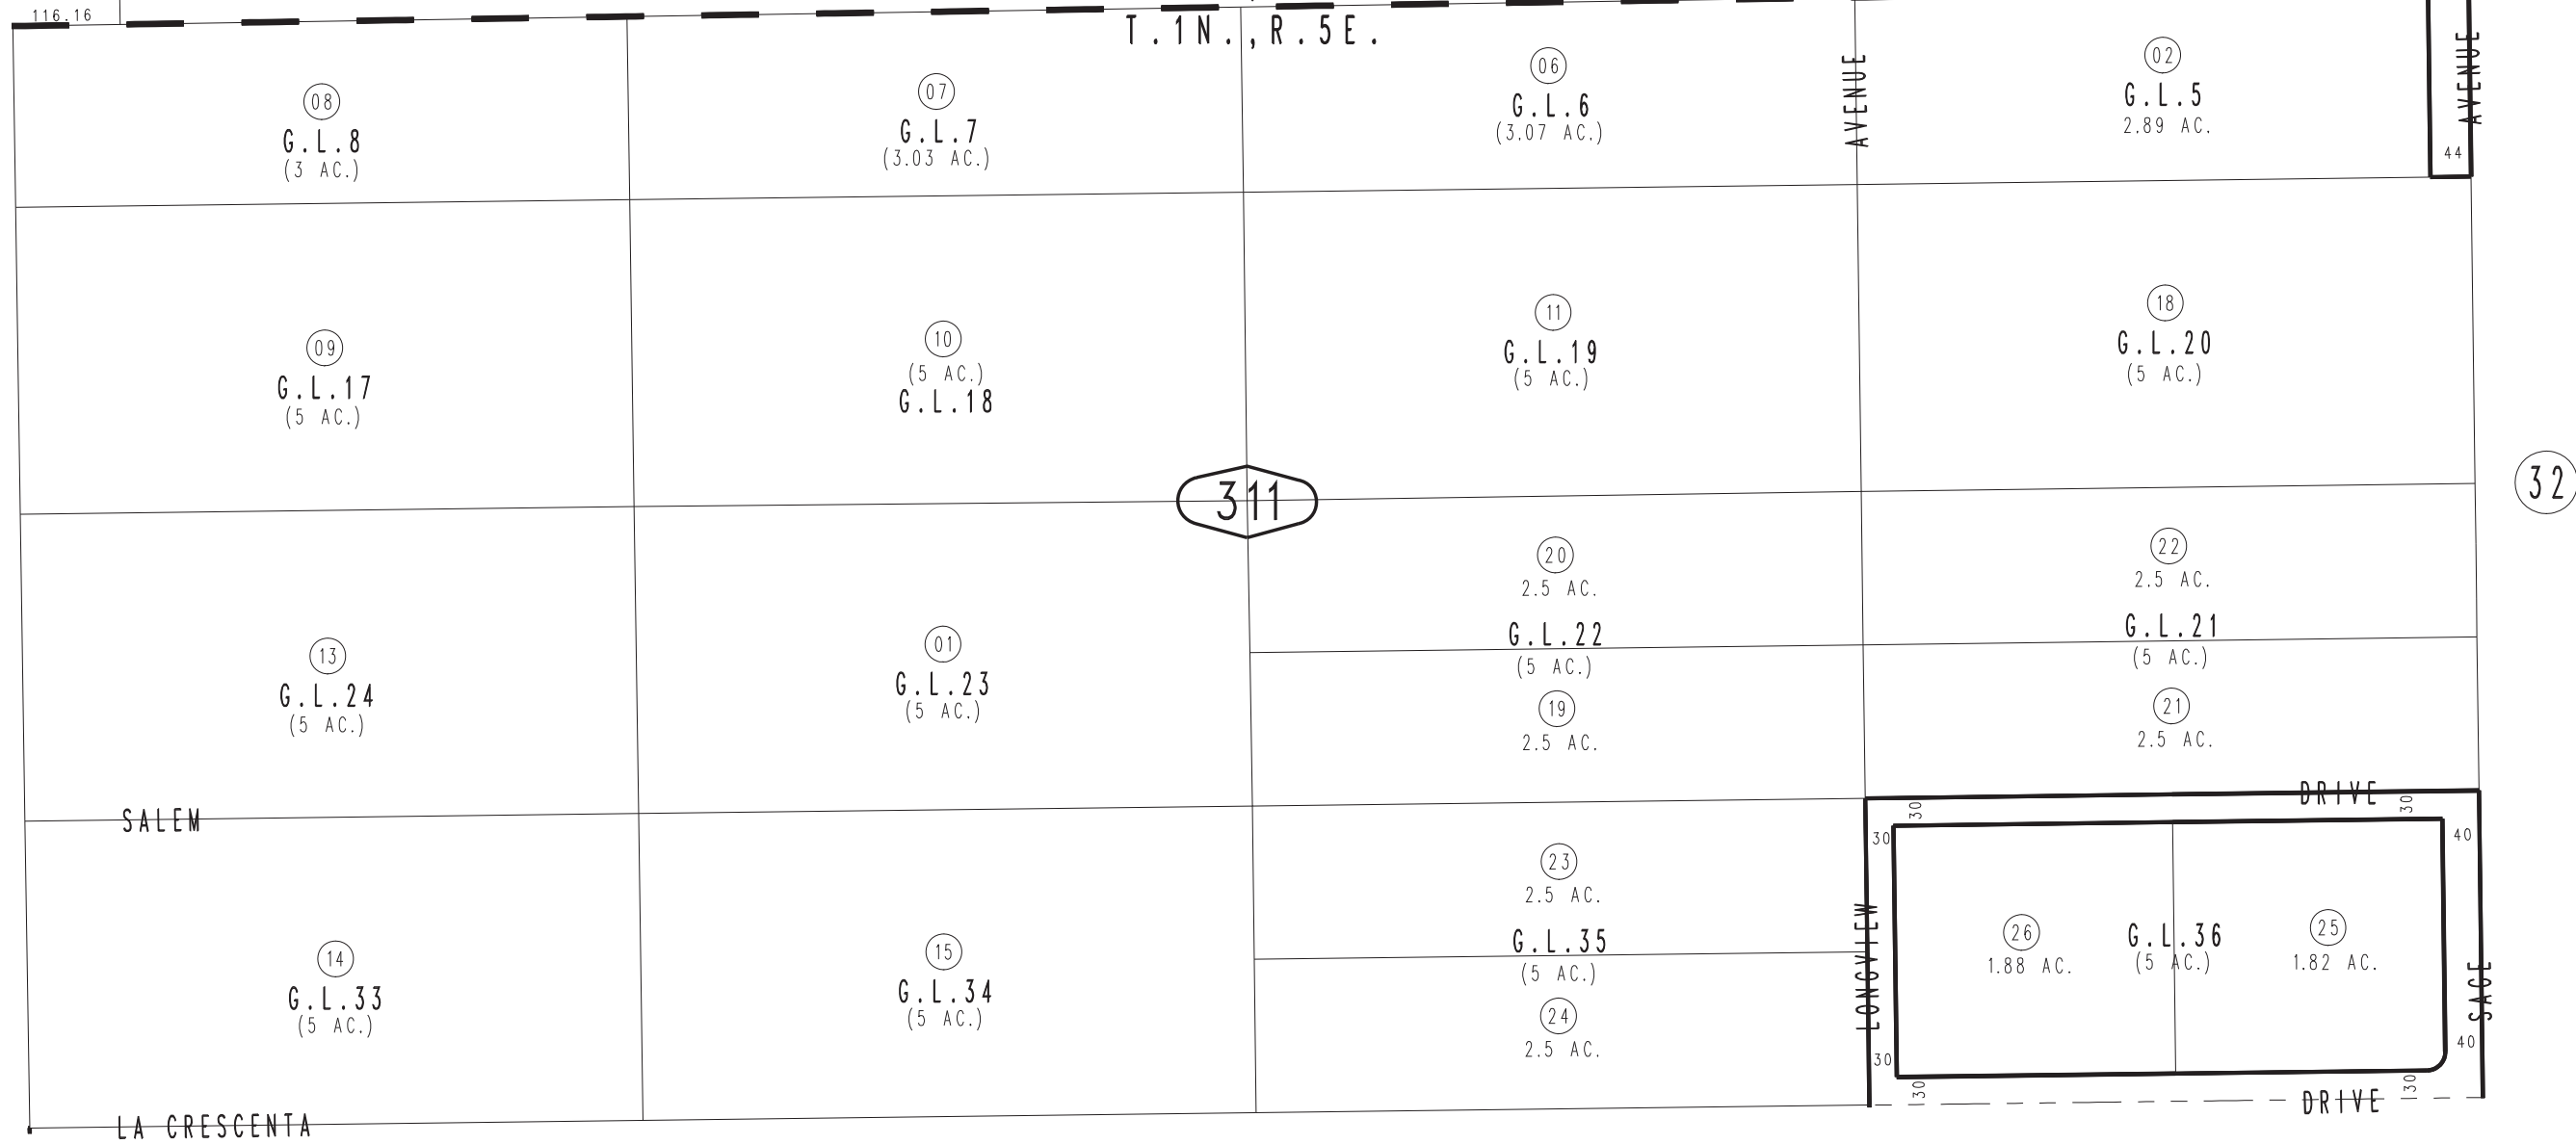 116.16
T.1N.,R.5E.
08
G.L.8
(3 AC.)
07
G.L.7
(3.03 AC.)
06
G.L.6
(3.07 AC.)
AVENUE
02
G.L.5
2.89 AC.
AVENUE
44
09
G.L.17
(5 AC.)
10
(5 AC.)
G.L.18
11
G.L.19
(5 AC.)
18
G.L.20
(5 AC.)
311
32
13
G.L.24
(5 AC.)
01
G.L.23
(5 AC.)
20
2.5 AC.
G.L.22
(5 AC.)
19
2.5 AC.
22
2.5 AC.
G.L.21
(5 AC.)
21
2.5 AC.
SALEM
DRIVE
30
30
30
40
14
G.L.33
(5 AC.)
15
G.L.34
(5 AC.)
23
2.5 AC.
G.L.35
(5 AC.)
24
2.5 AC.
LONGVIEW
26
1.88 AC.
G.L.36
(5 AC.)
25
1.82 AC.
SAGE
40
30
30
30
LA CRESCENTA
DRIVE